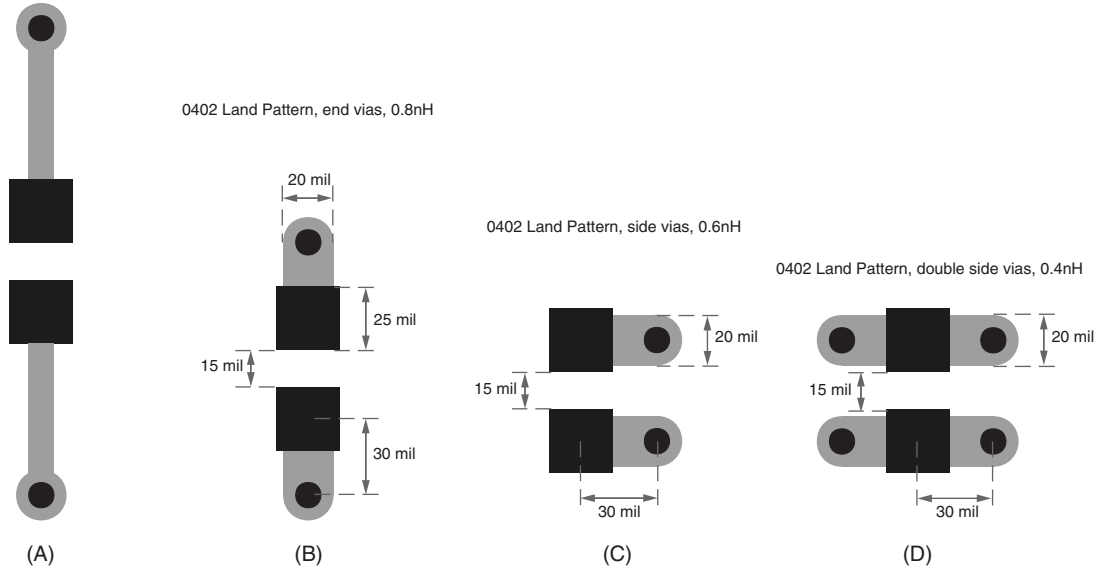 0402 Land Pattern, end vias, 0.8nH
20 mil
25 mil
15 mil
30 mil
(A)
(B)
0402 Land Pattern, side vias, 0.6nH
20 mil
15 mil
30 mil
(C)
0402 Land Pattern, double side vias, 0.4nH
20 mil
15 mil
30 mil
(D)